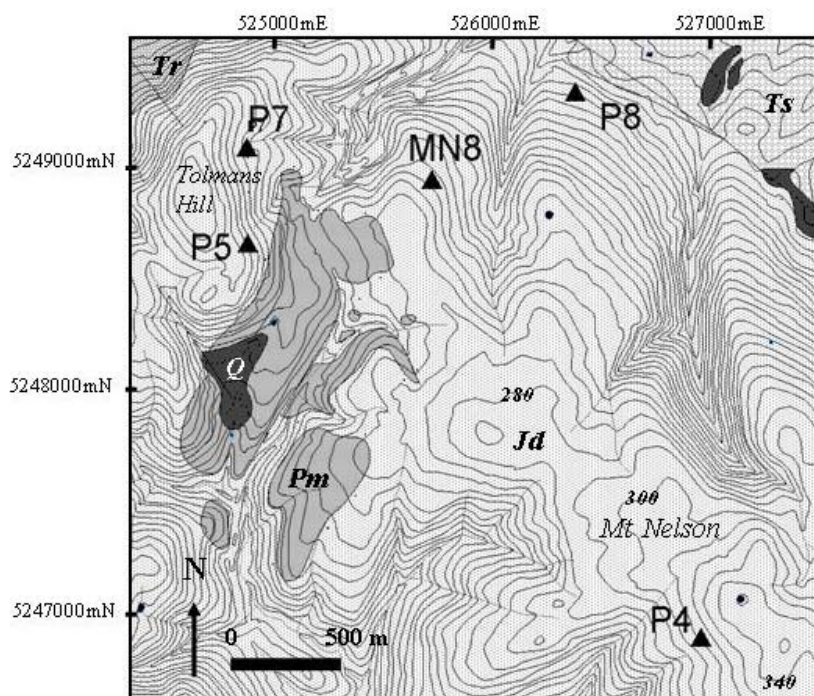 525000mE 526000mE 527000mE
Tr
Ts
P7
P8
5249000mN
MN8
Tolmans
Hill
P5
Q
5248000mN
280
Jd
Pm
300
Mt Nelson
N
5247000mN
P4
0 500 m
340